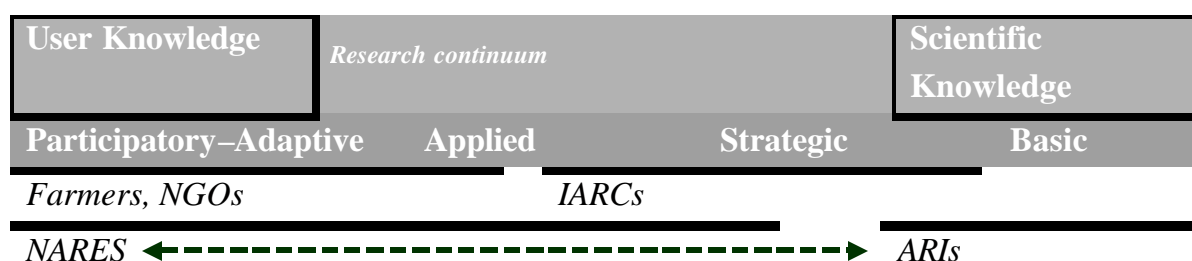 User Knowledge
Research continuum
Scientific
Knowledge
Participatory–Adaptive Applied Strategic Basic
Farmers, NGOs IARCs
NARES ARIs